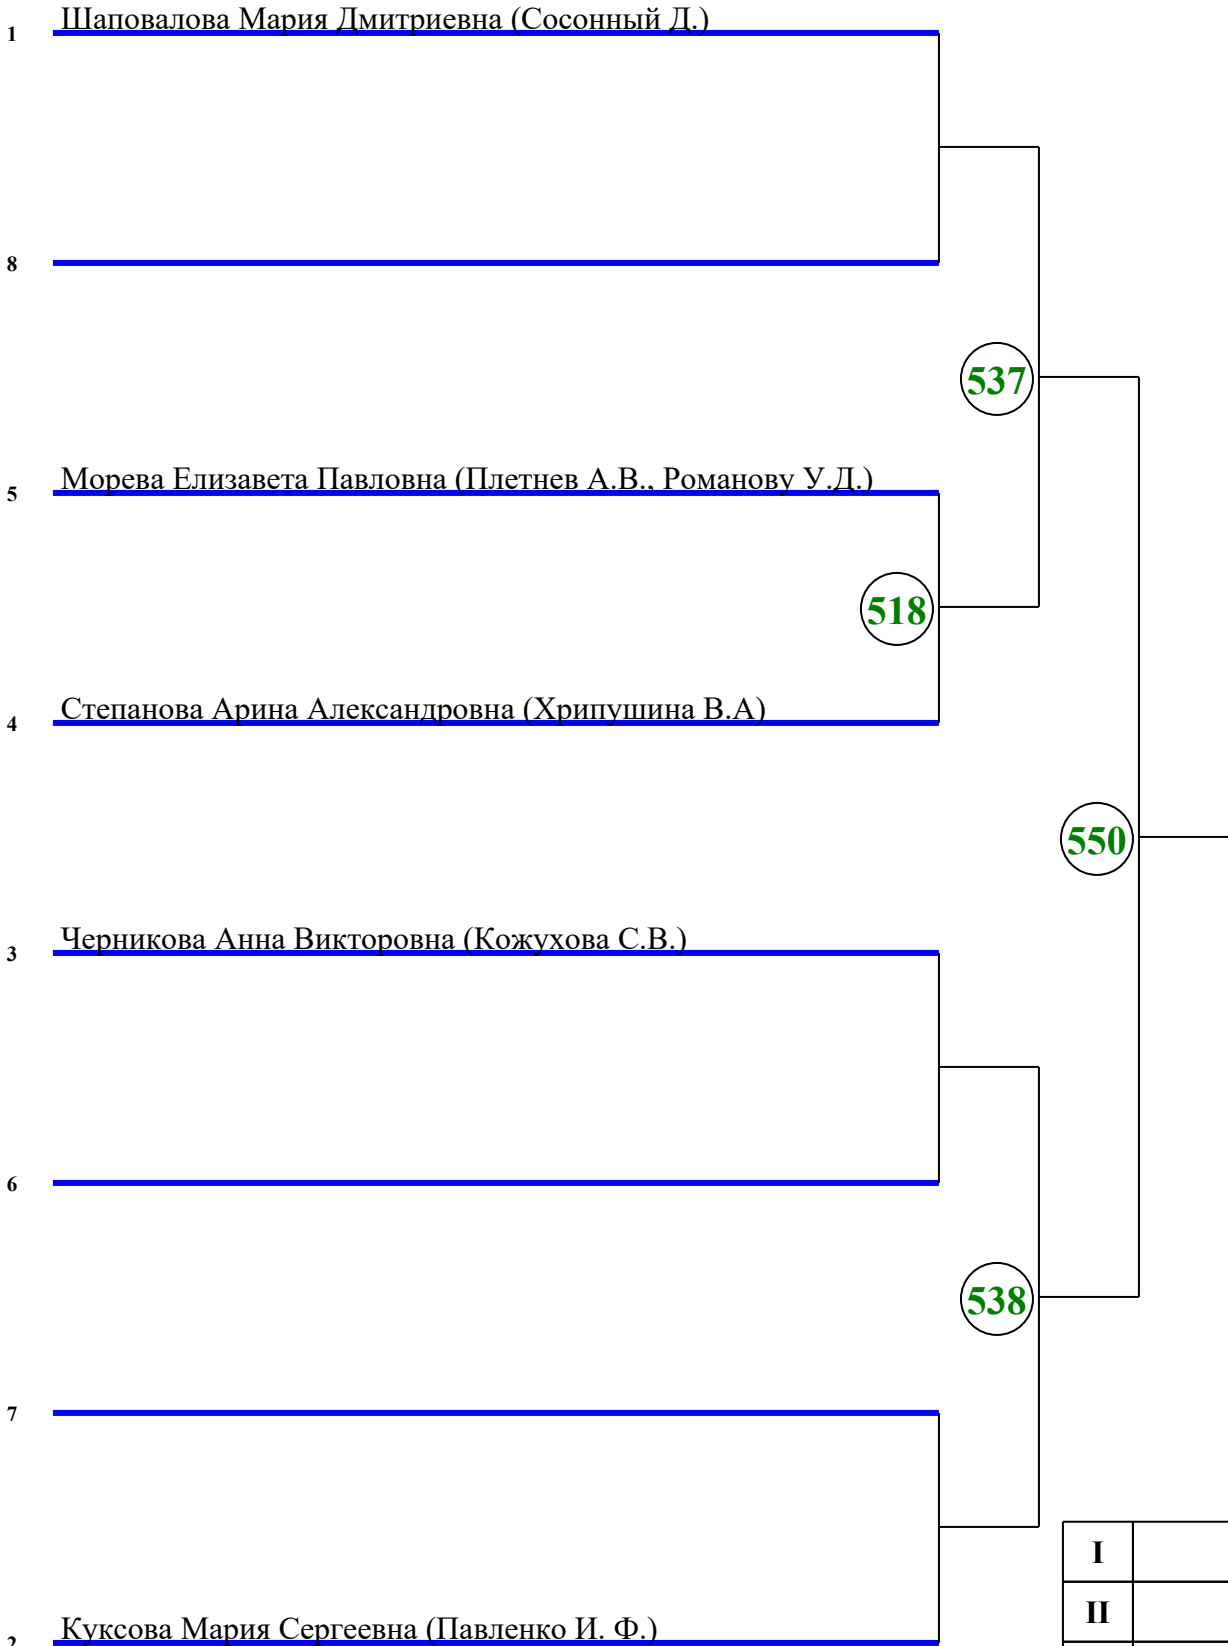 1 Шаповалова Мария Дмитриевна (Сосонный Д.)
8
537
5 Морева Елизавета Павловна (Плетнев А.В., Романову У.Д.)
518
4 Степанова Арина Александровна (Хрипушина В.А)
550
3 Черникова Анна Викторовна (Кожухова С.В.)
6
538
7
I
II
2 Куксова Мария Сергеевна (Павленко И. Ф.)